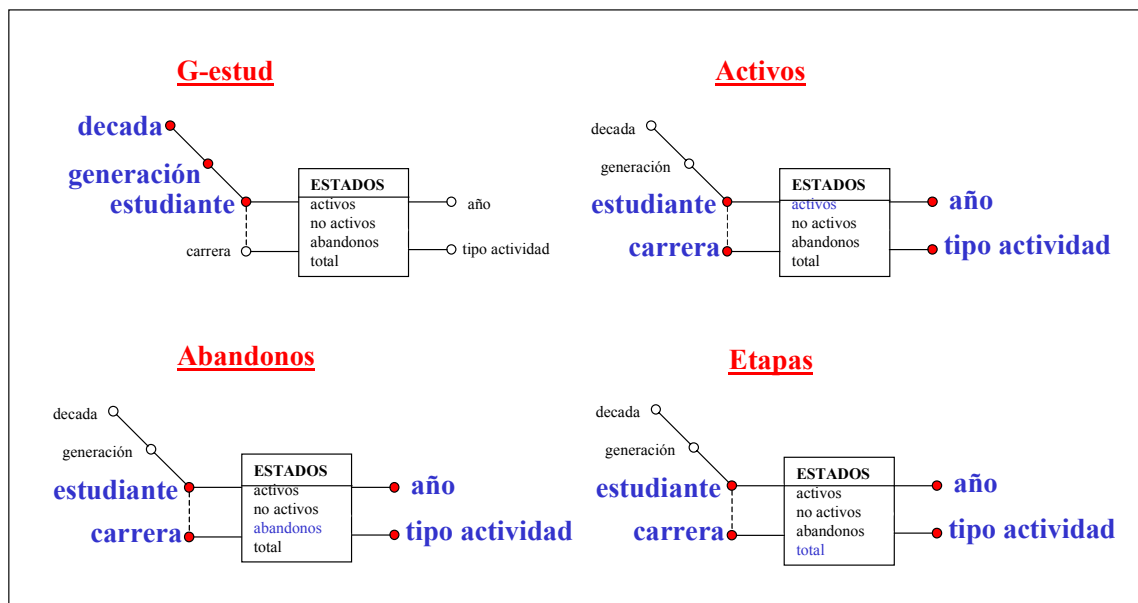 G-estud
decada
generación
estudiante
carrera
ESTADOS
activos
no activos
abandonos
total
año
tipo actividad
Activos
decada
generación
estudiante
carrera
ESTADOS
activos
no activos
abandonos
total
año
tipo actividad
Abandonos
decada
generación
estudiante
carrera
ESTADOS
activos
no activos
abandonos
total
año
tipo actividad
Etapas
decada
generación
estudiante
carrera
ESTADOS
activos
no activos
abandonos
total
año
tipo actividad